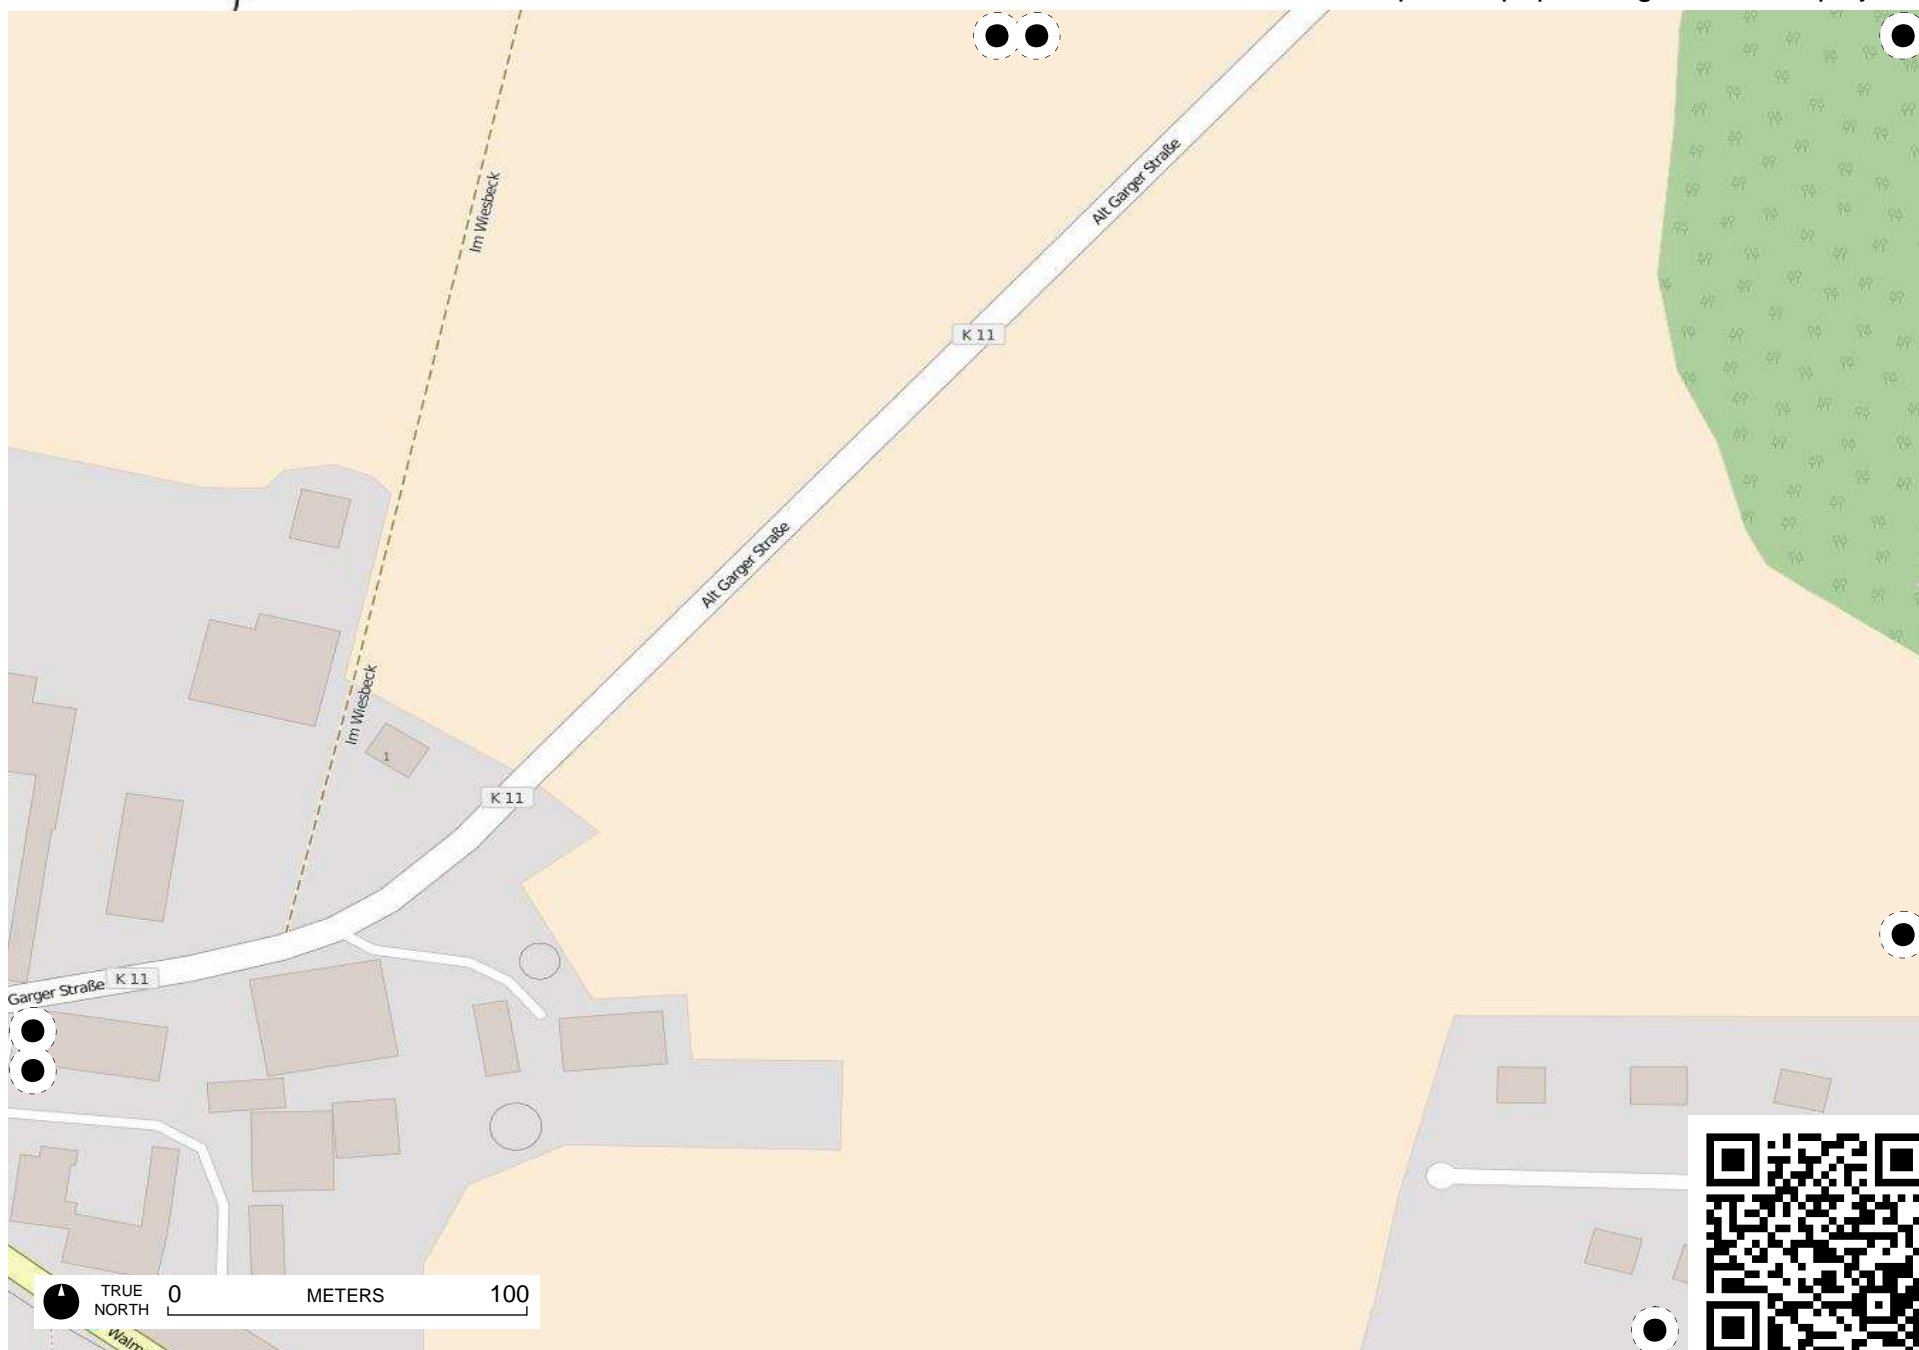 Im Wiesbeck
Alt Garger Straße
K 11
Alt Garger Straße
Im Wiesbeck
1
K 11
Garger Straße
K 11
TRUE
NORTH
0
METERS
100